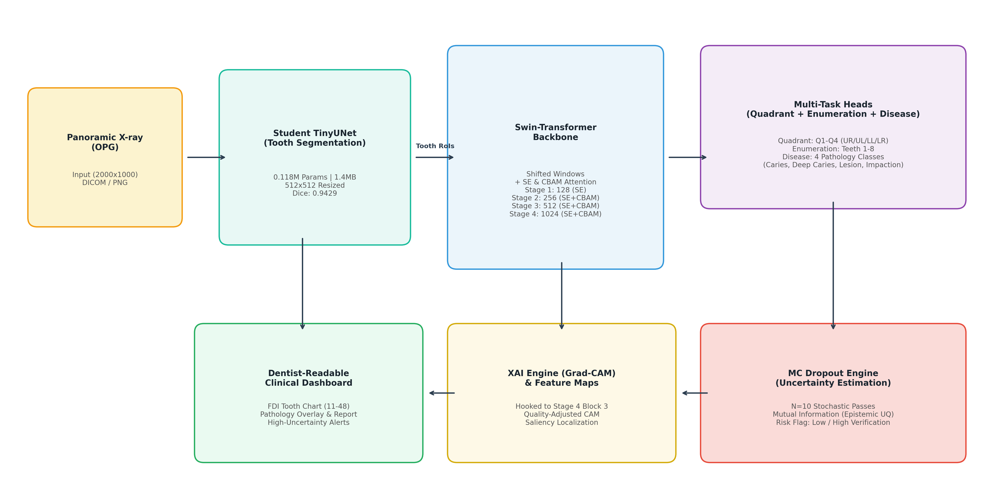 Panoramic X-ray
(OPG)
Input (2000x1000)
DICOM / PNG
Student TinyUNet
(Tooth Segmentation)
0.118M Params | 1.4MB
512x512 Resized
Dice: 0.9429
Tooth RoIs
Swin-Transformer
Backbone
Shifted Windows
+ SE & CBAM Attention
Stage 1: 128 (SE)
Stage 2: 256 (SE+CBAM)
Stage 3: 512 (SE+CBAM)
Stage 4: 1024 (SE+CBAM)
Multi-Task Heads
(Quadrant + Enumeration + Disease)
Quadrant: Q1-Q4 (UR/UL/LL/LR)
Enumeration: Teeth 1-8
Disease: 4 Pathology Classes
(Caries, Deep Caries, Lesion, Impaction)
Dentist-Readable
Clinical Dashboard
FDI Tooth Chart (11-48)
Pathology Overlay & Report
High-Uncertainty Alerts
XAI Engine (Grad-CAM)
& Feature Maps
Hooked to Stage 4 Block 3
Quality-Adjusted CAM
Saliency Localization
MC Dropout Engine
(Uncertainty Estimation)
N=10 Stochastic Passes
Mutual Information (Epistemic UQ)
Risk Flag: Low / High Verification